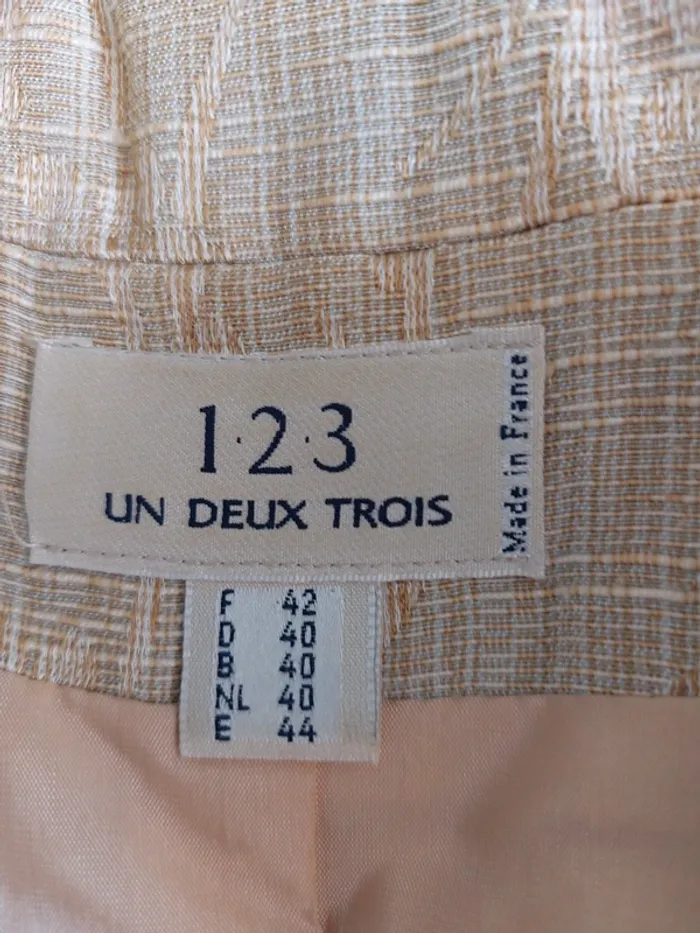 1·2·3
UN DEUX TROIS
Made in France
F 42
D 40
B 40
NL 40
E 44